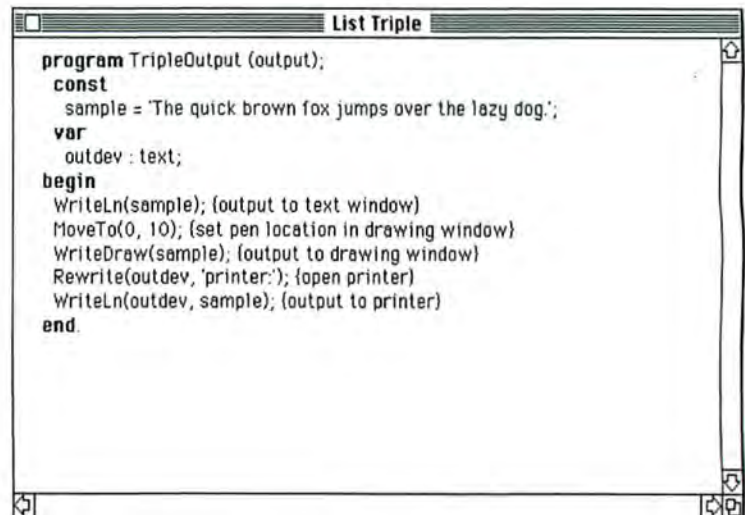 List Triple
program TripleOutput (output);
const
sample = 'The quick brown fox jumps over the lazy dog.';
var
outdev : text;
begin
WriteLn(sample); {output to text window}
MoveTo(0, 10); {set pen location in drawing window}
WriteDraw(sample); {output to drawing window}
Rewrite(outdev, 'printer:'); {open printer}
WriteLn(outdev, sample); {output to printer}
end.